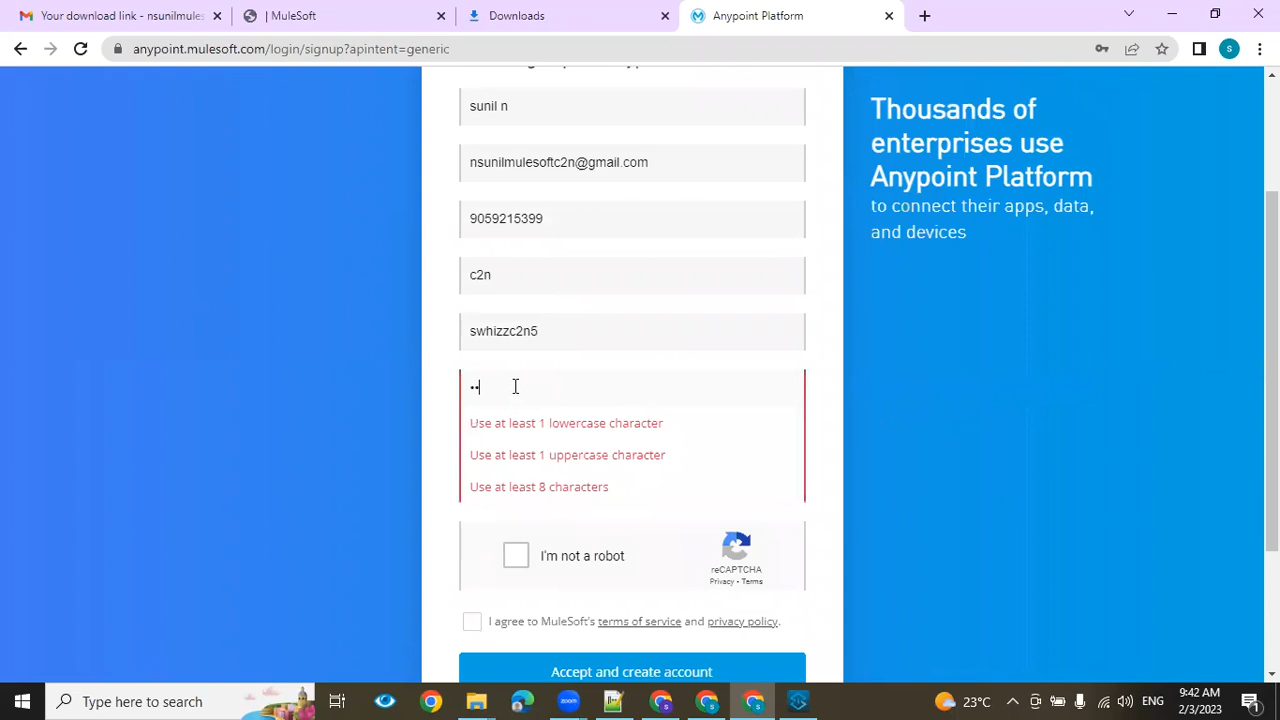 Your download link - nsunilmules
| MuleSoft
Downloads
Anypoint Platform
anypoint.mulesoft.com/login/signup?apintent=generic
S
sunil n
nsunilmulesoftc2n@gmail.com
9059215399
c2n
swhizzc2n5
Use at least 1 lowercase character
Use at least 1 uppercase character
Use at least 8 characters
I'm not a robot
reCAPTCHA
Privacy - Terms
I agree to MuleSoft's terms of service and privacy policy.
Accept and create account
Thousands of
enterprises use
Anypoint Platform
to connect their apps, data,
and devices
Type here to search
zoom
23°C
ENG
9:42 AM
2/3/2023